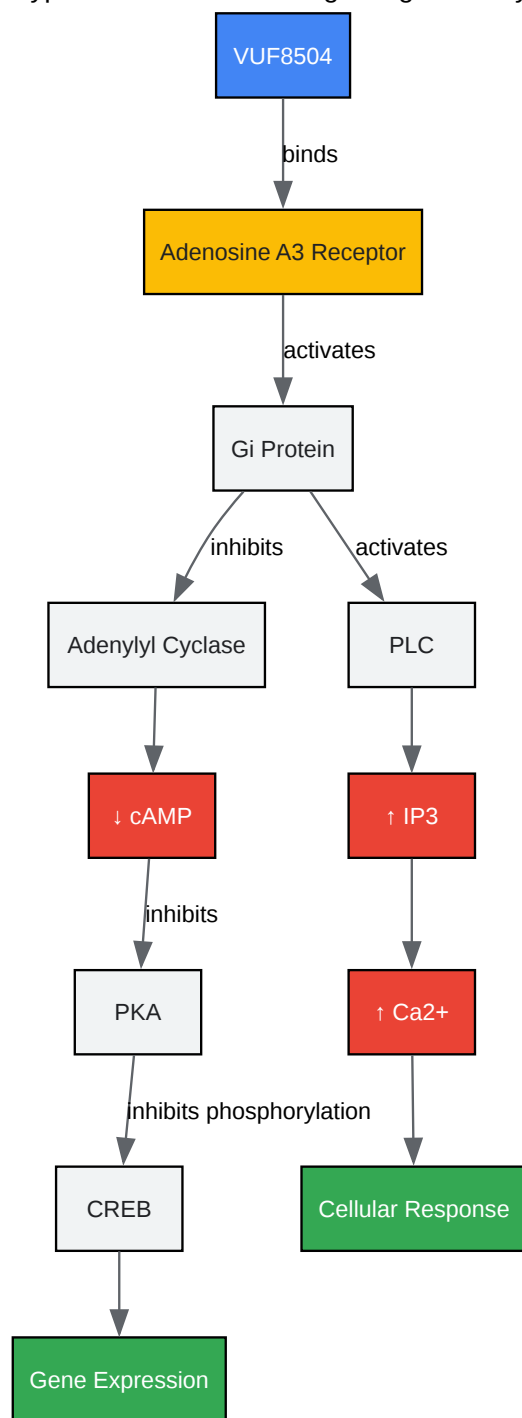 VUF8504
binds
Adenosine A3 Receptor
activates
Gi Protein
inhibits
activates
Adenylyl Cyclase
PLC
↓ cAMP
↑ IP3
inhibits
PKA
↑ Ca2+
inhibits phosphorylation
CREB
Cellular Response
Gene Expression